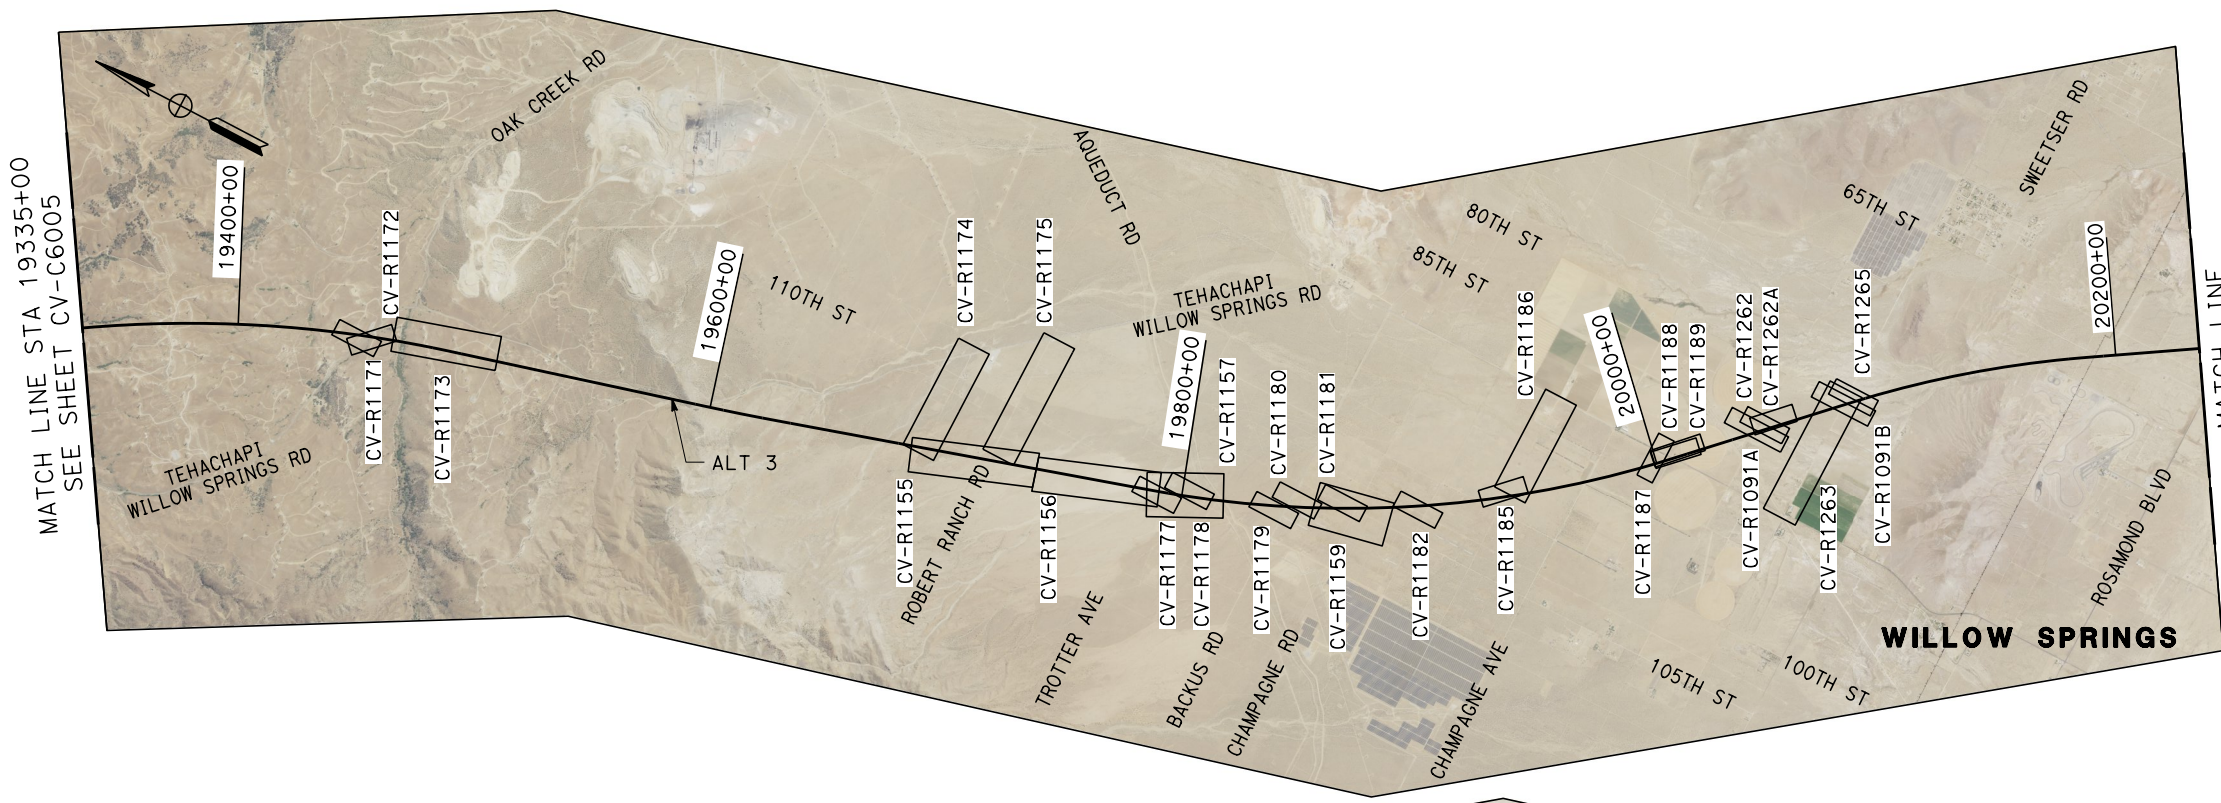 MATCH LINE STA 19335+00
SEE SHEET CV-C6005
19400+00
CV-R1172
OAK CREEK RD
CV-R1171
CV-R1173
TEHACHAPI
WILLOW SPRINGS RD
19600+00
110TH ST
ALT 3
CV-R1174
CV-R1175
AQUEDUCT RD
TEHACHAPI
WILLOW SPRINGS RD
19800+00
CV-R1157
CV-R1180
CV-R1181
CV-R1155
ROBERT RANCH RD
CV-R1156
TROTTER AVE
CV-R1177
CV-R1178
BACKUS RD
CV-R1179
CHAMPAGNE RD
CV-R1159
CV-R1182
CHAMPAGNE AVE
CV-R1185
80TH ST
85TH ST
CV-R1186
20000+00
CV-R1188
CV-R1189
CV-R1262
CV-R1262A
CV-R1265
65TH ST
SWEETSER RD
20200+00
CV-R1187
CV-R1091A
CV-R1263
CV-R1091B
105TH ST
100TH ST
ROSAMOND BLVD
WILLOW SPRINGS
MATCH LINE